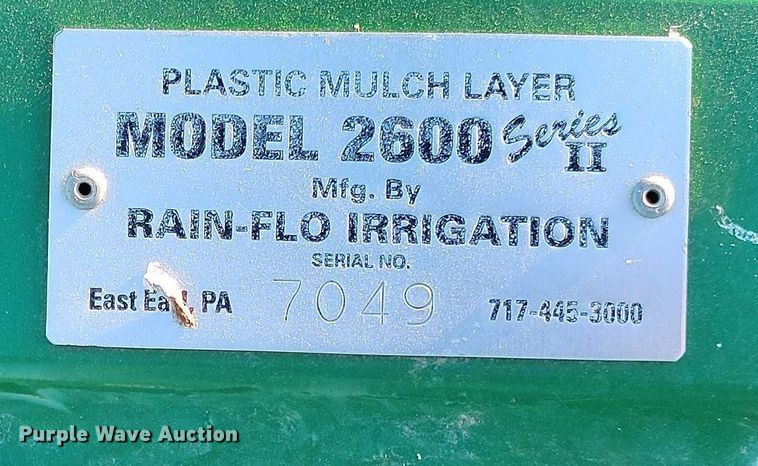 PLASTIC MULCH LAYER
MODEL 2600 Series II
Mfg. By
RAIN-FLO IRRIGATION
SERIAL NO.
East PA 7049 717-445-3000
Purple Wave Auction